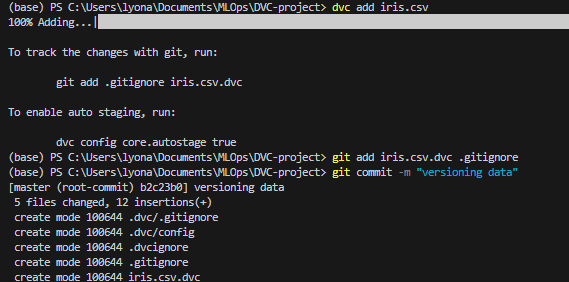 (base) PS C:\Users\lyona\Documents\MLOps\DVC-project> dvc add iris.csv
100% Adding...|
To track the changes with git, run:
git add .gitignore iris.csv.dvc
To enable auto staging, run:
dvc config core.autostage true
(base) PS C:\Users\lyona\Documents\MLOps\DVC-project> git add iris.csv.dvc .gitignore
(base) PS C:\Users\lyona\Documents\MLOps\DVC-project> git commit -m "versioning data"
[master (root-commit) b2c23b0] versioning data
5 files changed, 12 insertions(+)
create mode 100644 .dvc/.gitignore
create mode 100644 .dvc/config
create mode 100644 .dvcignore
create mode 100644 .gitignore
create mode 100644 iris.csv.dvc